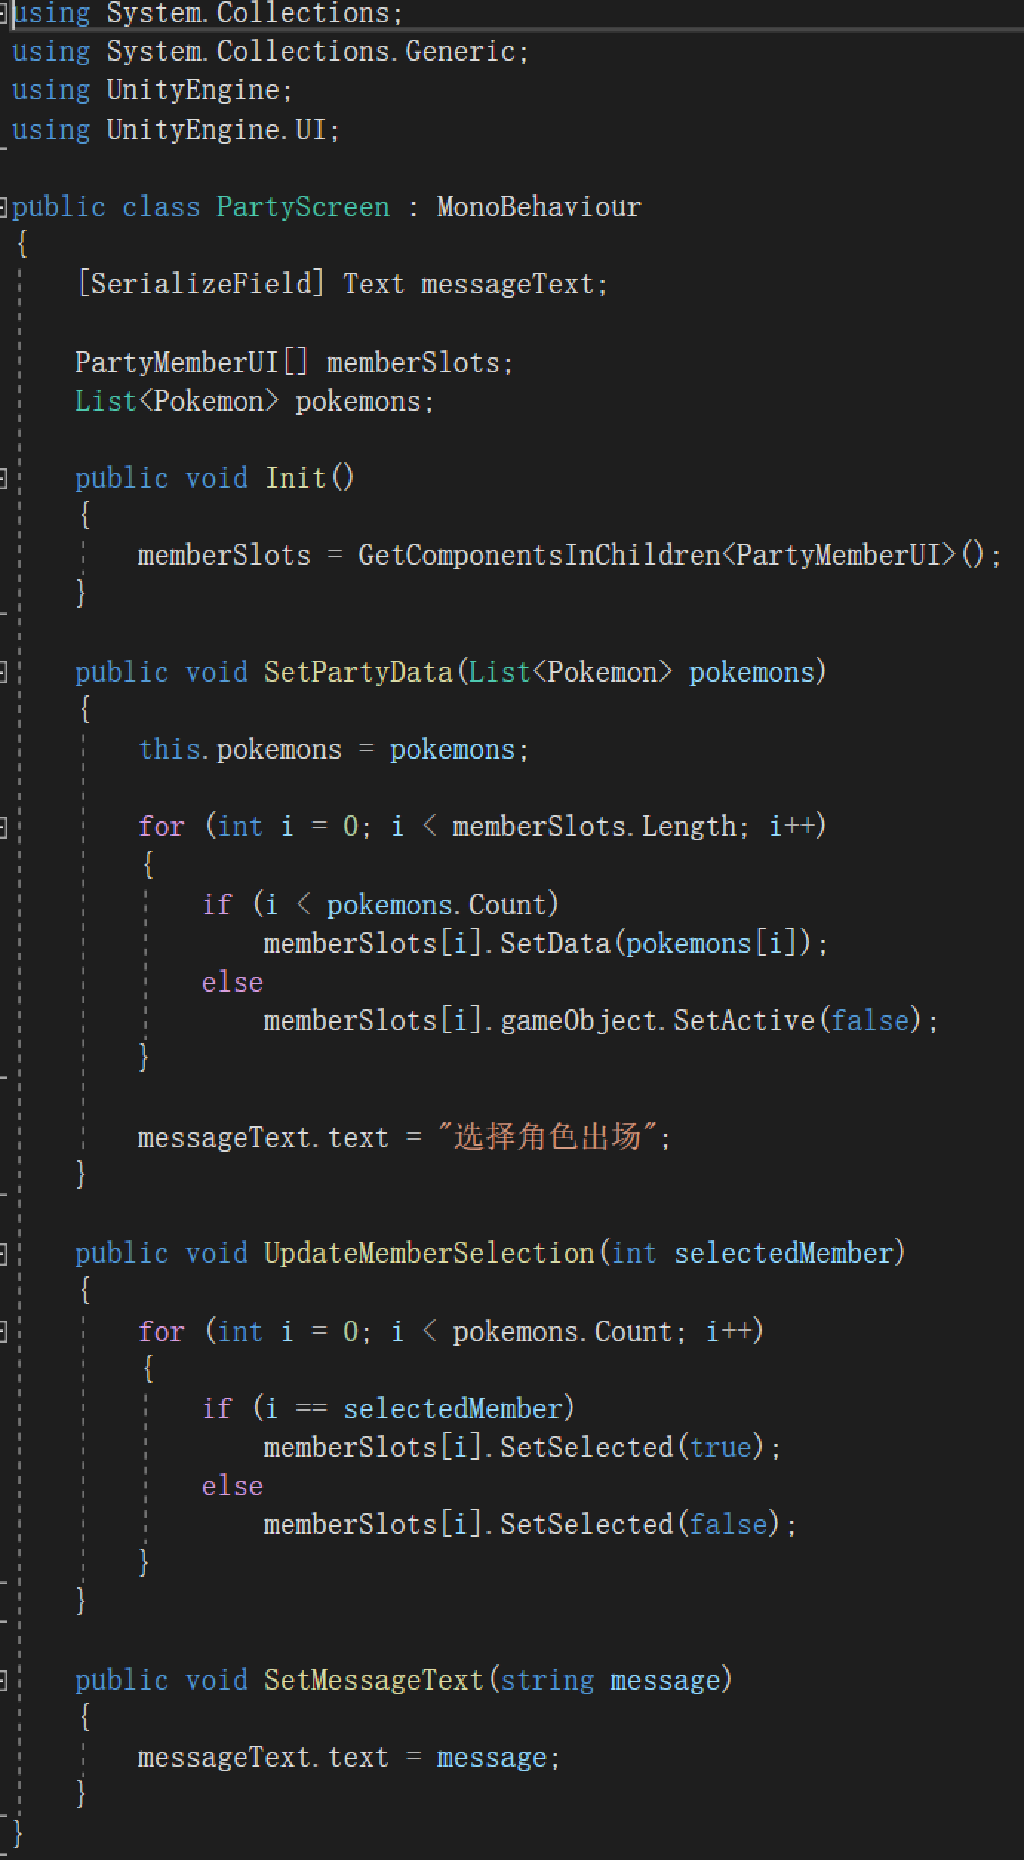 using System.Collections;
using System.Collections.Generic;
using UnityEngine;
using UnityEngine.UI;

public class PartyScreen : MonoBehaviour
{
    [SerializeField] Text messageText;

    PartyMemberUI[] memberSlots;
    List<Pokemon> pokemons;

    public void Init()
    {
        memberSlots = GetComponentsInChildren<PartyMemberUI>();
    }

    public void SetPartyData(List<Pokemon> pokemons)
    {
        this.pokemons = pokemons;

        for (int i = 0; i < memberSlots.Length; i++)
        {
            if (i < pokemons.Count)
                memberSlots[i].SetData(pokemons[i]);
            else
                memberSlots[i].gameObject.SetActive(false);
        }

        messageText.text = "选择角色出场";
    }

    public void UpdateMemberSelection(int selectedMember)
    {
        for (int i = 0; i < pokemons.Count; i++)
        {
            if (i == selectedMember)
                memberSlots[i].SetSelected(true);
            else
                memberSlots[i].SetSelected(false);
        }
    }

    public void SetMessageText(string message)
    {
        messageText.text = message;
    }
}